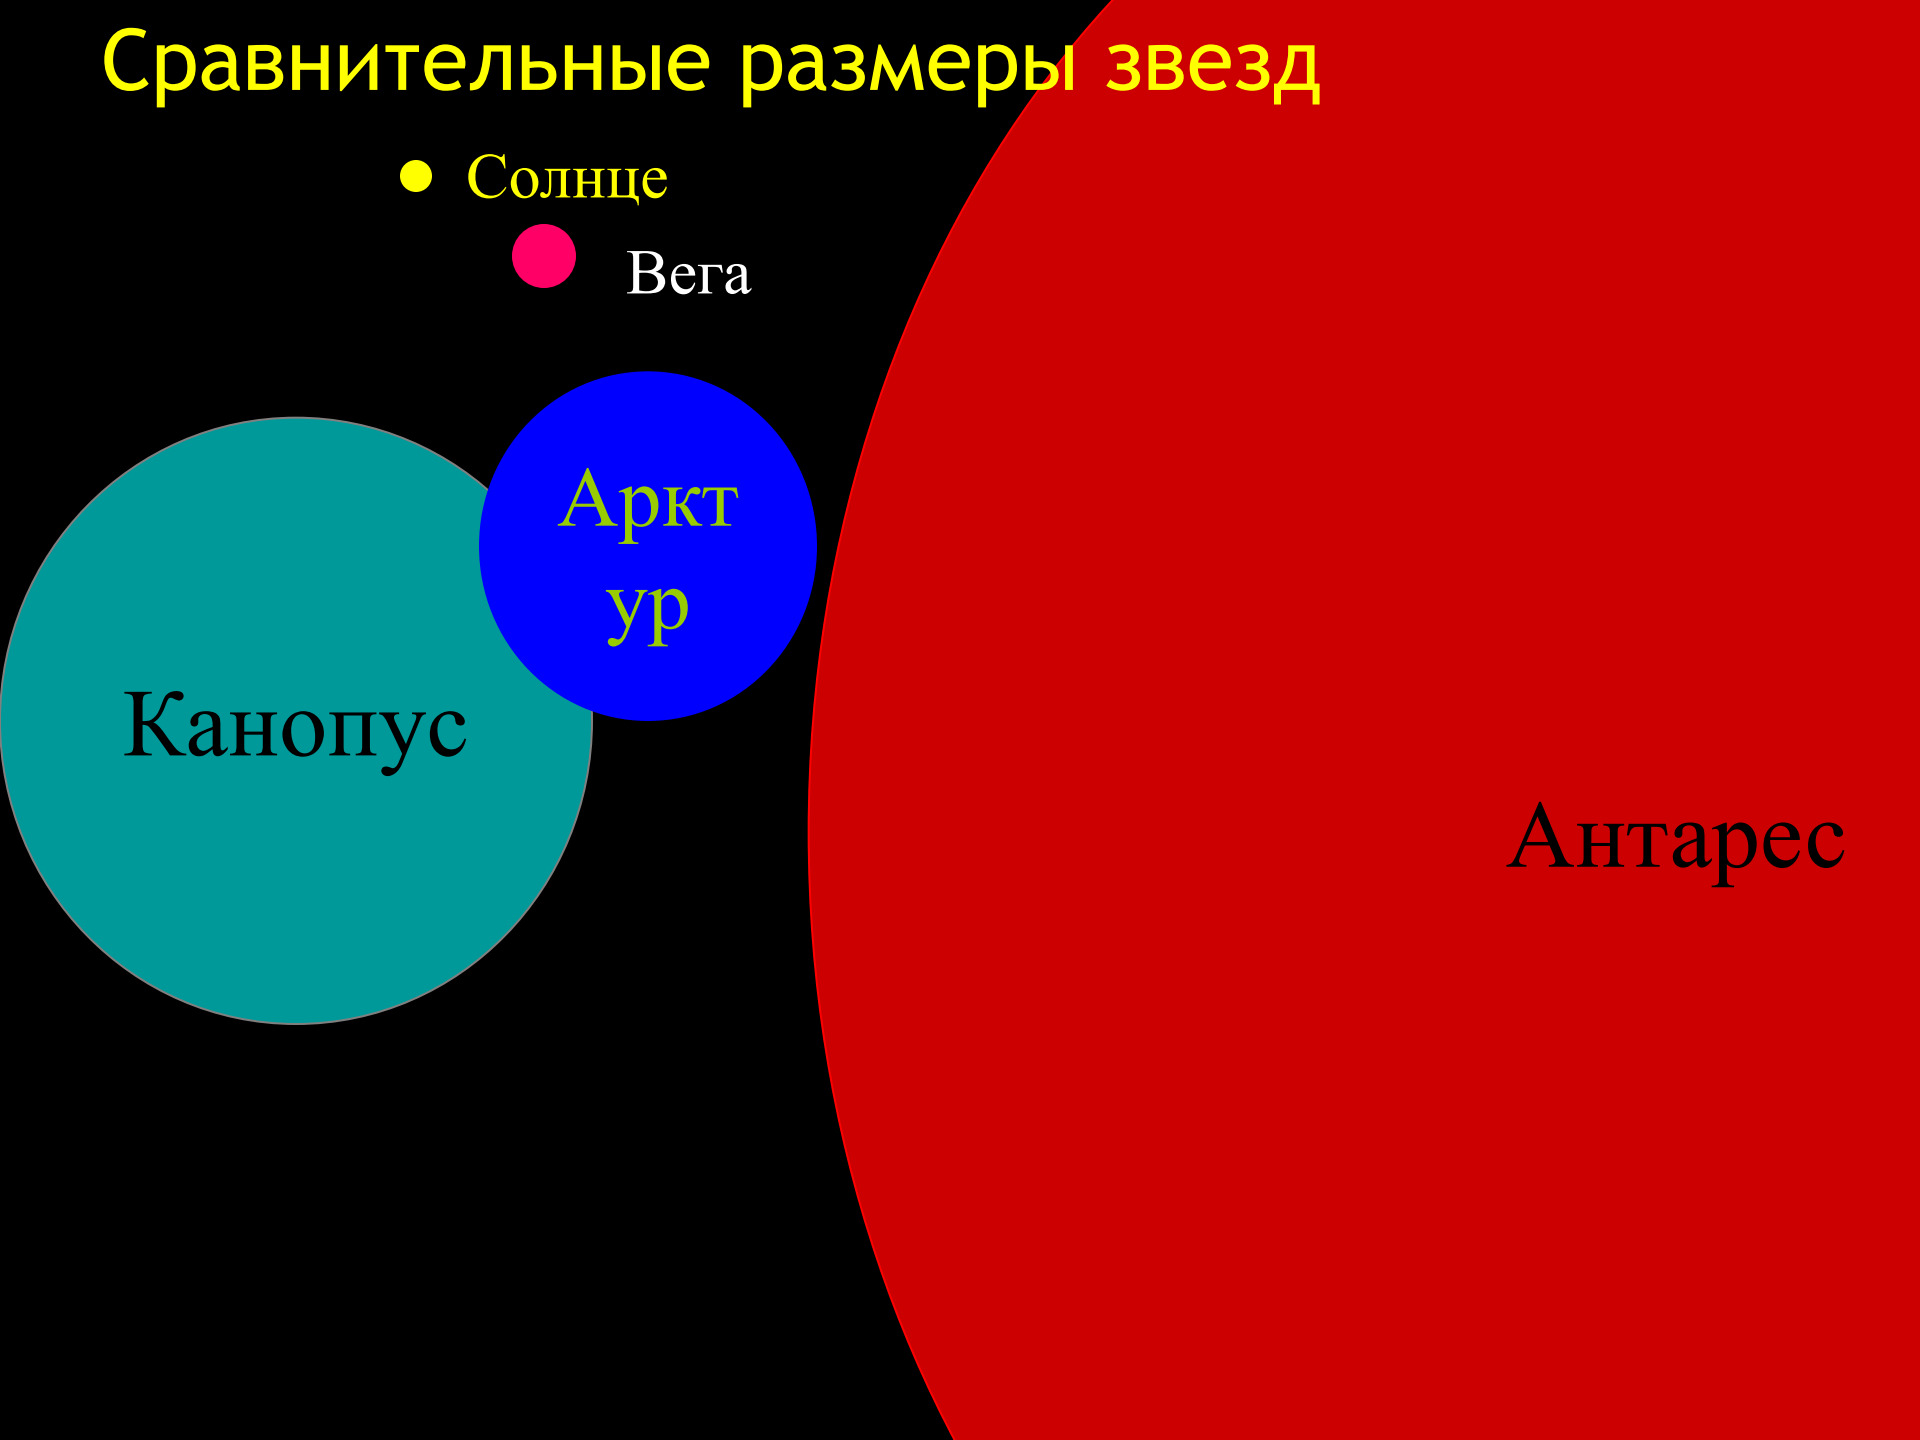 Сравнительные размеры звезд
Солнце
Вега
Аркт
ур
Канопус
Антарес